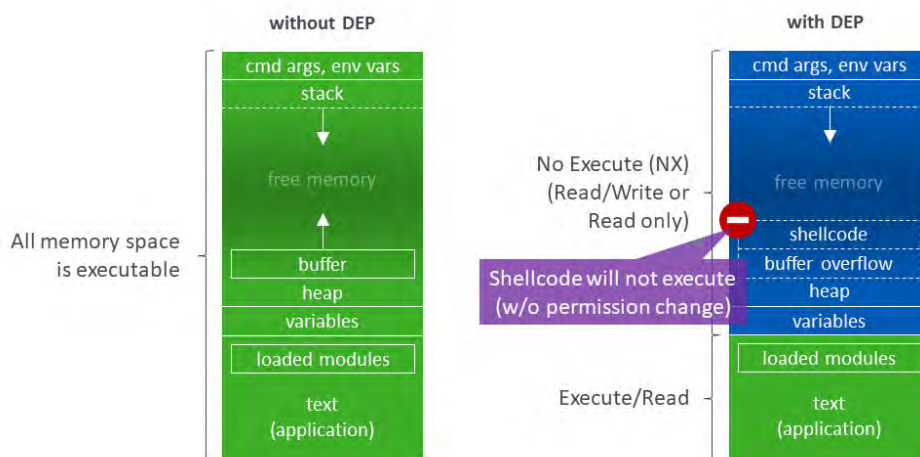 without DEP
with DEP
cmd args, env vars
stack
free memory
buffer
heap
variables
loaded modules
text
(application)
All memory space
is executable
cmd args, env vars
stack
free memory
shellcode
buffer overflow
heap
variables
loaded modules
text
(application)
No Execute (NX)
(Read/Write or
Read only)
Shellcode will not execute
(w/o permission change)
Execute/Read